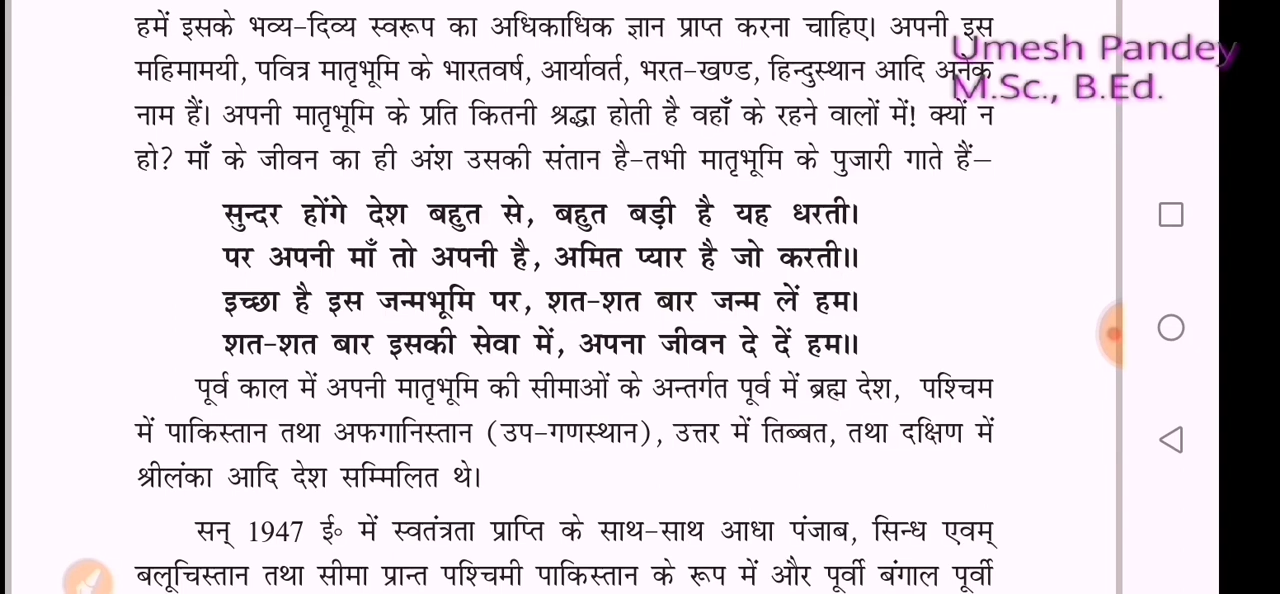 हमें इसके भव्य-दिव्य स्वरूप का अधिकाधिक ज्ञान प्राप्त करना चाहिए। अपनी इस
Umesh Pandey
महिमामयी, पवित्र मातृभूमि के भारतवर्ष, आर्यावर्त, भरत-खण्ड, हिन्दुस्थान आदि अनेक
M.Sc., B.Ed.
नाम हैं। अपनी मातृभूमि के प्रति कितनी श्रद्धा होती है वहाँ के रहने वालों में! क्यों न
हो? माँ के जीवन का ही अंश उसकी संतान है-तभी मातृभूमि के पुजारी गाते हैं–
सुन्दर होंगे देश बहुत से, बहुत बड़ी है यह धरती।
पर अपनी माँ तो अपनी है, अमित प्यार है जो करती॥
इच्छा है इस जन्मभूमि पर, शत-शत बार जन्म लें हम।
शत-शत बार इसकी सेवा में, अपना जीवन दे दें हम॥
पूर्व काल में अपनी मातृभूमि की सीमाओं के अन्तर्गत पूर्व में ब्रह्म देश, पश्चिम
में पाकिस्तान तथा अफगानिस्तान (उप-गणस्थान), उत्तर में तिब्बत, तथा दक्षिण में
श्रीलंका आदि देश सम्मिलित थे।
सन् 1947 ई॰ में स्वतंत्रता प्राप्ति के साथ-साथ आधा पंजाब, सिन्ध एवम्
बलूचिस्तान तथा सीमा प्रान्त पश्चिमी पाकिस्तान के रूप में और पूर्वी बंगाल पूर्वी